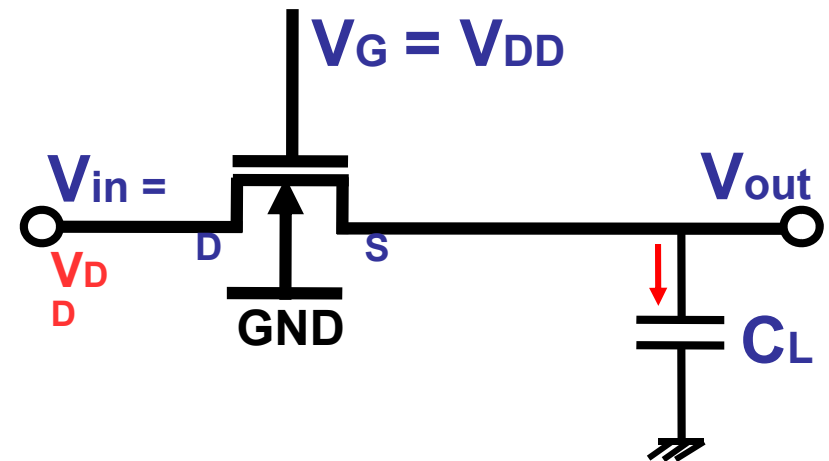 VG = VDD
Vin =
VD
D
D
S
Vout
GND
CL